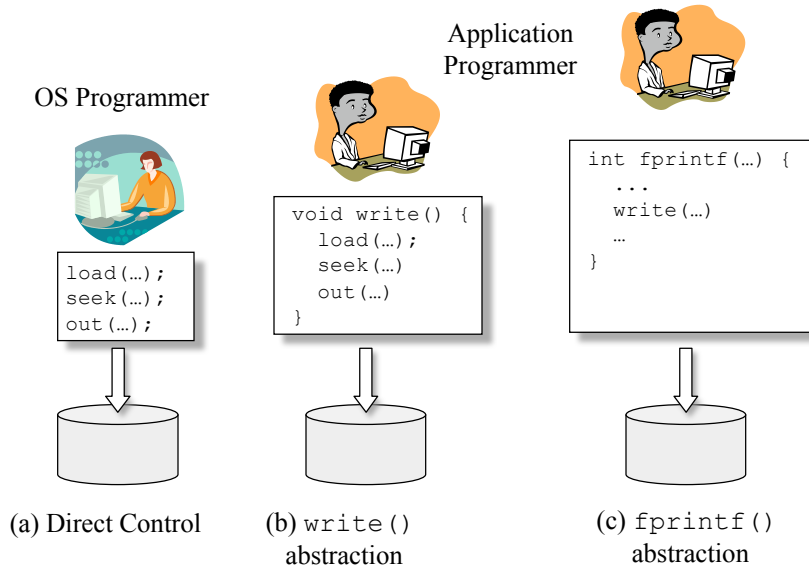 Application
Programmer
OS Programmer
load(…);
seek(…);
out(…);
void write() {
load(…);
seek(…)
out(…)
}
int fprintf(…) {
...
write(…)
…
}
(a) Direct Control
(b) write()
abstraction
(c) fprintf()
abstraction